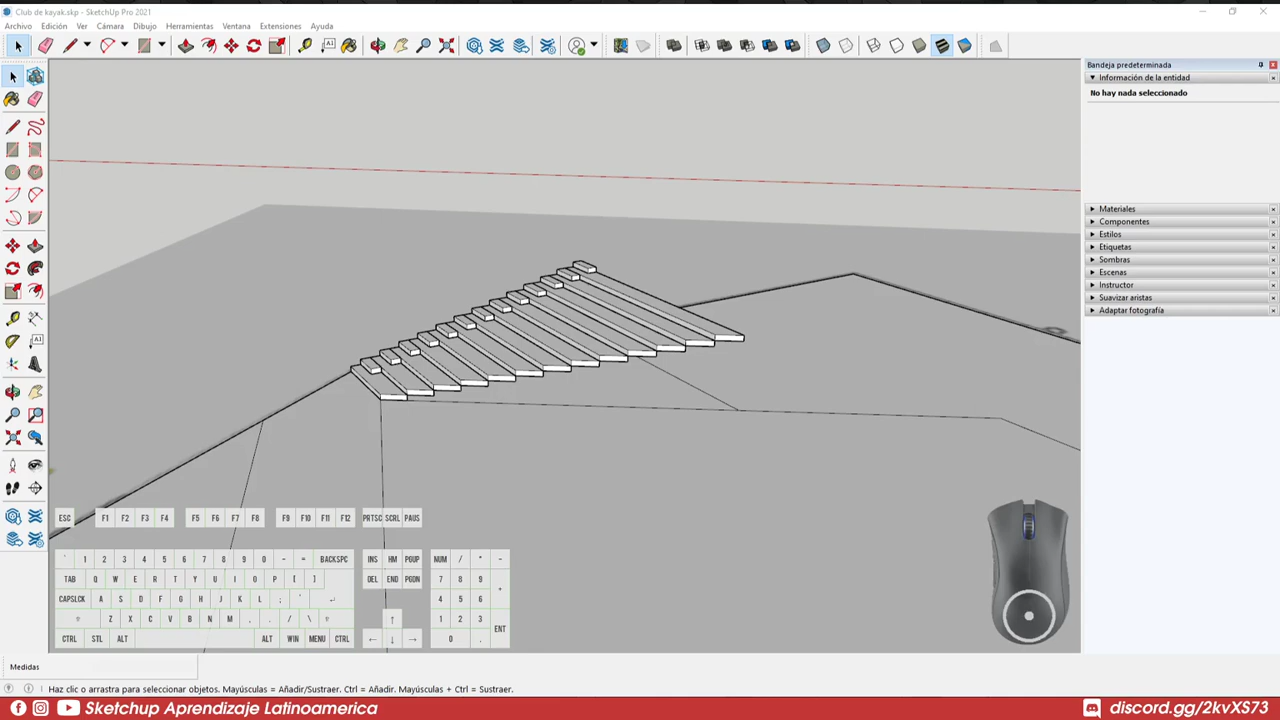 Club de kayak.skp - SketchUp Pro 2021
Archivo Edición Ver Cámara Dibujo Herramientas Ventana Extensiones Ayuda
Bandeja predeterminada
Información de la entidad
No hay nada seleccionado
Materiales
Componentes
Estilos
Etiquetas
Sombras
Escenas
Instructor
Suavizar aristas
Adaptar fotografía
ESC F1 F2 F3 F4 F5 F6 F7 F8 F9 F10 F11 F12 PRTSC SCRL PAUS
` 1 2 3 4 5 6 7 8 9 0 - = BACKSPC INS HM PGUP NUM / * -
TAB Q W E R T Y U I O P [ ] DEL END PGDN 7 8 9 +
CAPSLCK A S D F G H J K L ; ' ↵ 4 5 6
Z X C V B N M , . / \ ↑ 1 2 3 ENT
CTRL STL ALT ALT WIN MENU CTRL ← ↓ → 0 .
Medidas
Haz clic o arrastra para seleccionar objetos. Mayúsculas = Añadir/Sustraer. Ctrl = Añadir. Mayúsculas + Ctrl = Sustraer.
Sketchup Aprendizaje Latinoamerica
discord.gg/2kvXS73